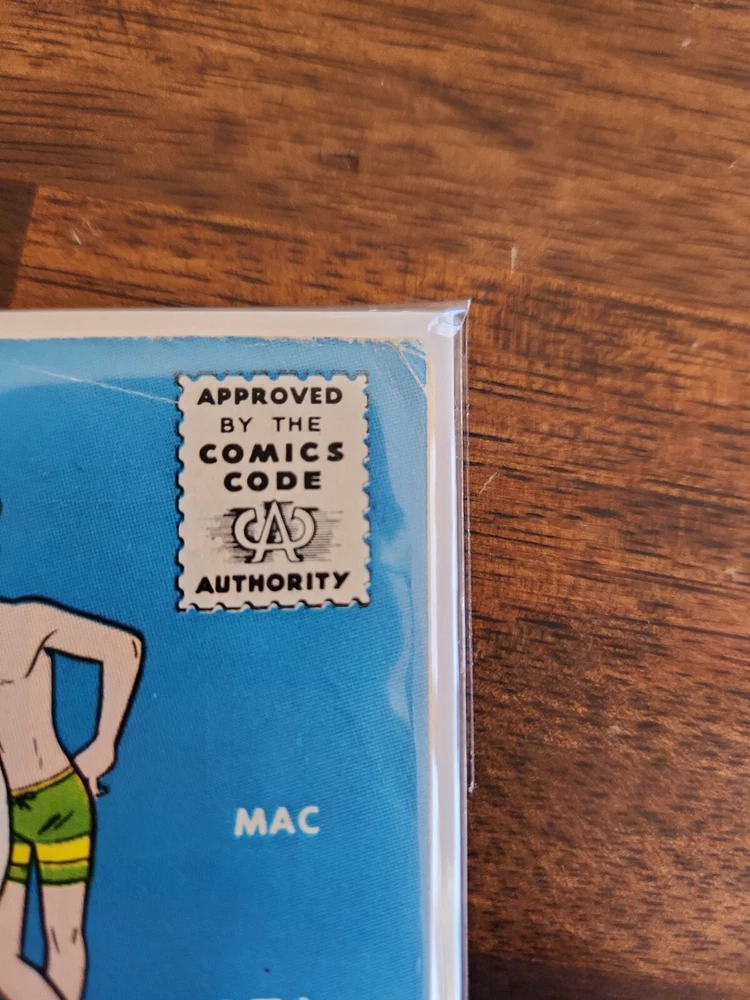 APPROVED
BY THE
COMICS
CODE
CA
AUTHORITY
MAC